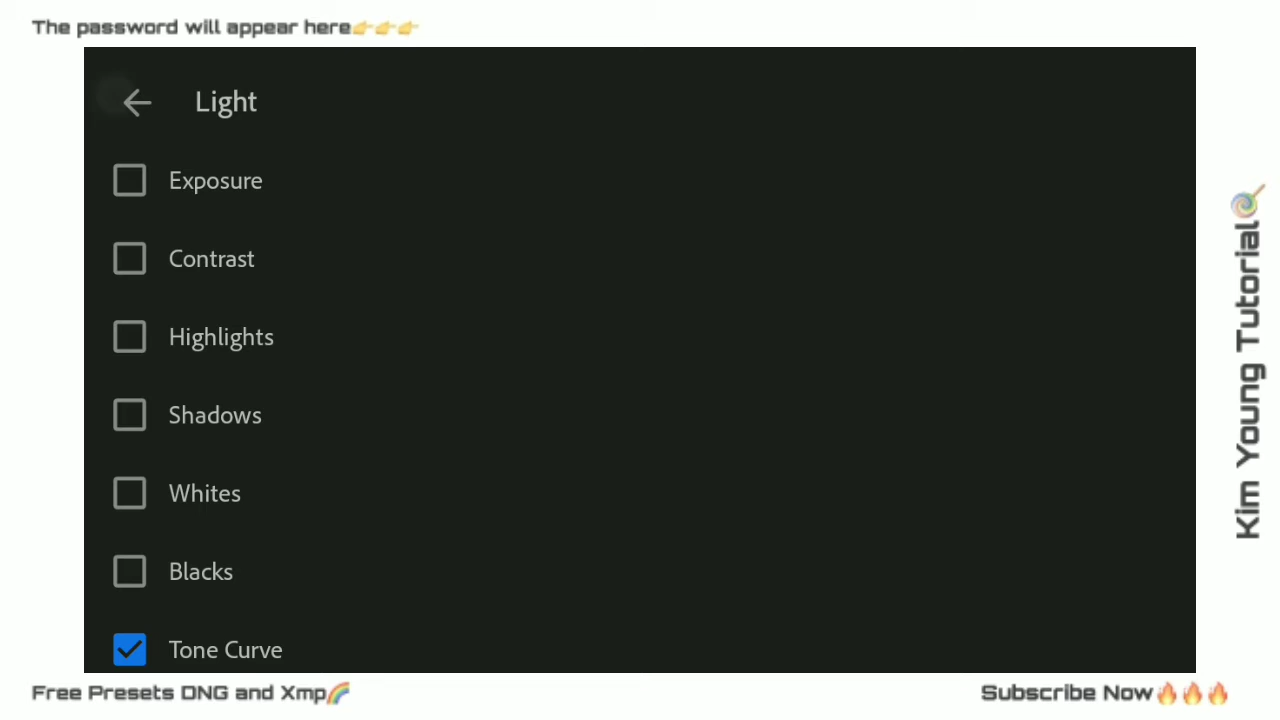 The password will appear here👉👉👉
Light
Exposure
Contrast
Highlights
Shadows
Whites
Blacks
Tone Curve
Kim Young Tutorial🍭
Free Presets DNG and Xmp🌈
Subscribe Now🔥🔥🔥